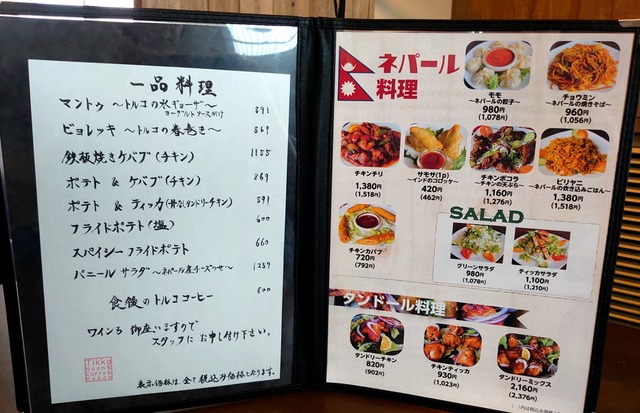 一品料理
マントゥ 〜トルコの水ギョーザ〜 891
ヨーグルトソースがけ
ビョレッキ 〜トルコの春巻き〜 869
鉄板焼きケバブ(チキン) 1155
ポテト & ケバブ(チキン) 869
ポテト & ティッカ(骨なしタンドリーチキン) 891
フライドポテト(塩) 600
スパイシーフライドポテト 660
パニールサラダ 〜ネパール産チーズのせ〜 1257
食後のトルココーヒー 600
ワインも御座いますので
スタッフにお申し付け下さい。
Tikka
Naan&
Curry&
Kebab
表示価格は、全て税込み価格となります。
ネパール
料理
モモ
〜ネパールの餃子〜
980円
(1,078円)
チョウミン
〜ネパールの焼きそば〜
960円
(1,056円)
チキンチリ
1,380円
(1,518円)
サモサ(1p)
〜インドのコロッケ〜
420円
(462円)
チキンポコラ
〜チキンの天ぷら〜
1,160円
(1,276円)
ビリヤニ
〜ネパールの炊き込みごはん〜
1,380円
(1,518円)
チキンカバブ
720円
(792円)
SALAD
グリーンサラダ
980円
(1,078円)
ティッカサラダ
1,100円
(1,210円)
タンドール料理
タンドリーチキン
820円
(902円)
チキンティッカ
930円
(1,023円)
タンドリーミックス
2,160円
(2,376円)